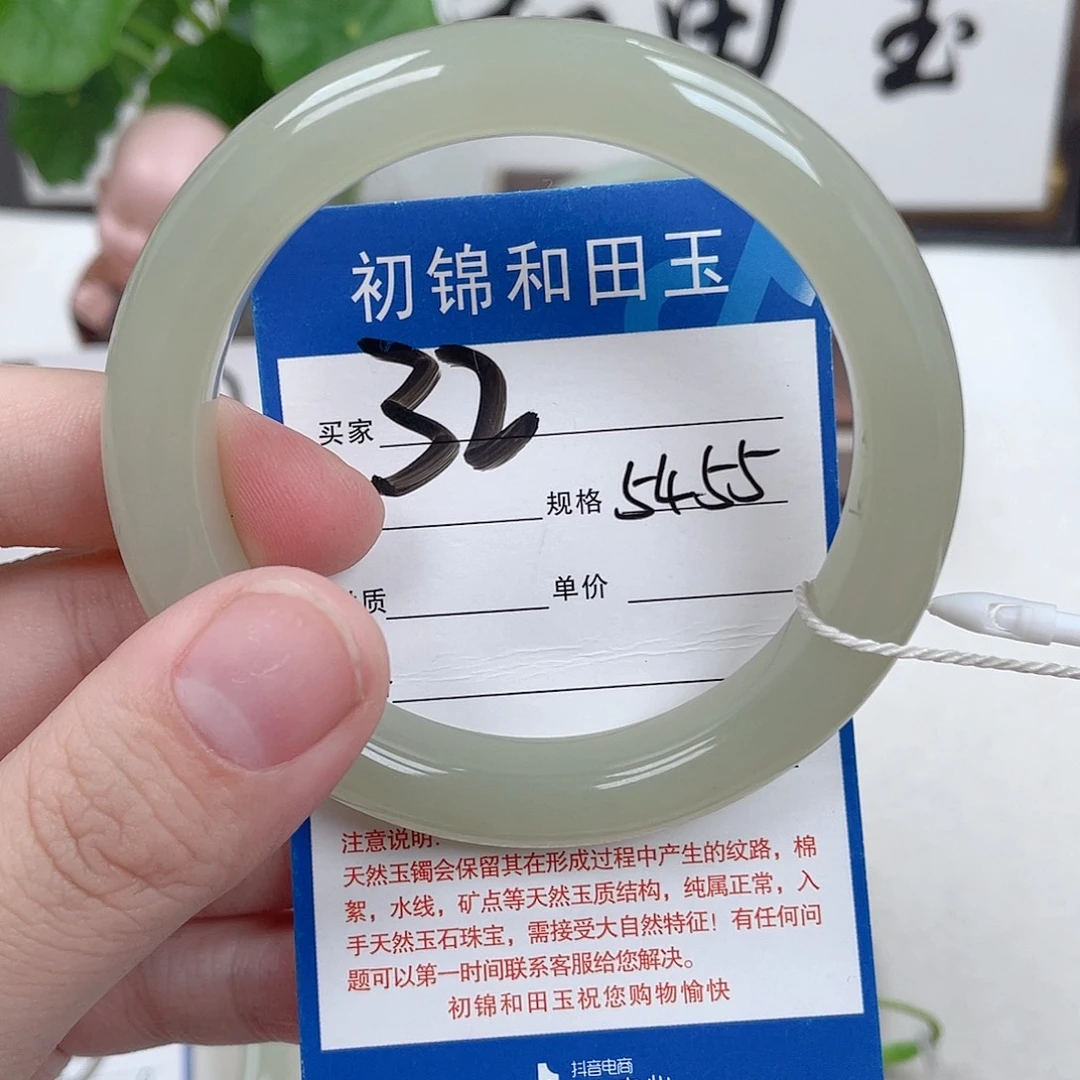 田玉
初锦和田玉
买家 32
规格 5455
质 单价
注意说明:
天然玉镯会保留其在形成过程中产生的纹路，棉
絮，水线，矿点等天然玉质结构，纯属正常，入
手天然玉石珠宝，需接受大自然特征！有任何问
题可以第一时间联系客服给您解决。
初锦和田玉祝您购物愉快
抖音电商